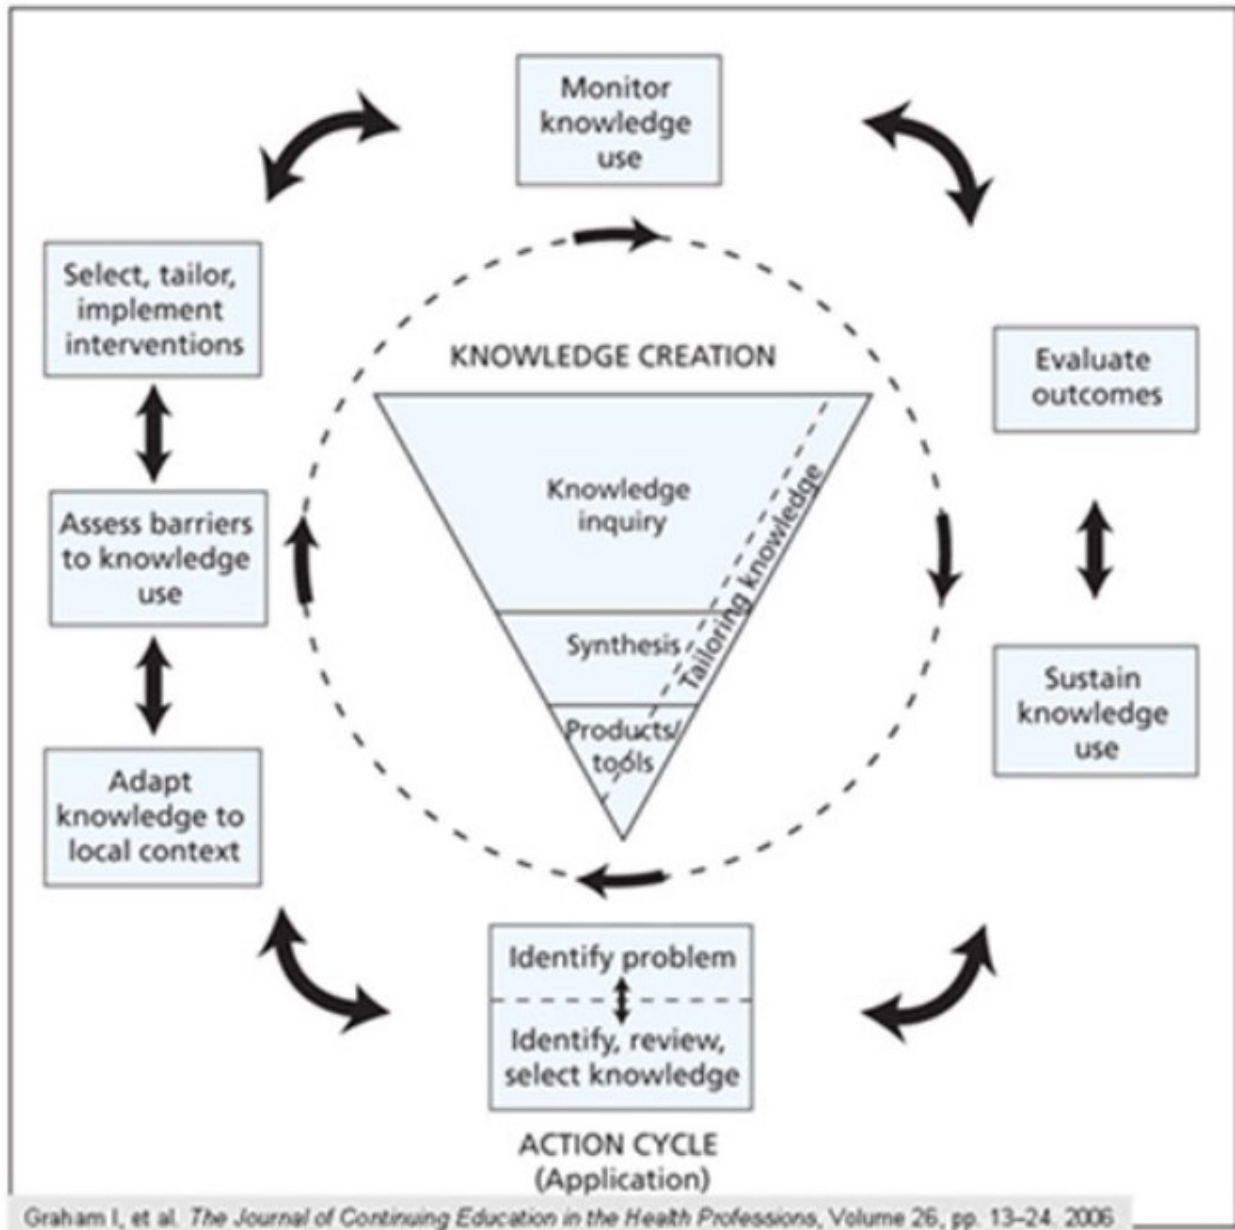 Monitor
knowledge
use
Select, tailor,
implement
interventions
KNOWLEDGE CREATION
Evaluate
outcomes
Knowledge
inquiry
Tailoring knowledge
Assess barriers
to knowledge
use
Synthesis
Sustain
knowledge
use
Products/
tools
Adapt
knowledge to
local context
Identify problem
Identify, review,
select knowledge
ACTION CYCLE
(Application)
Graham I, et al. The Journal of Continuing Education in the Health Professions, Volume 26, pp. 13–24. 2006